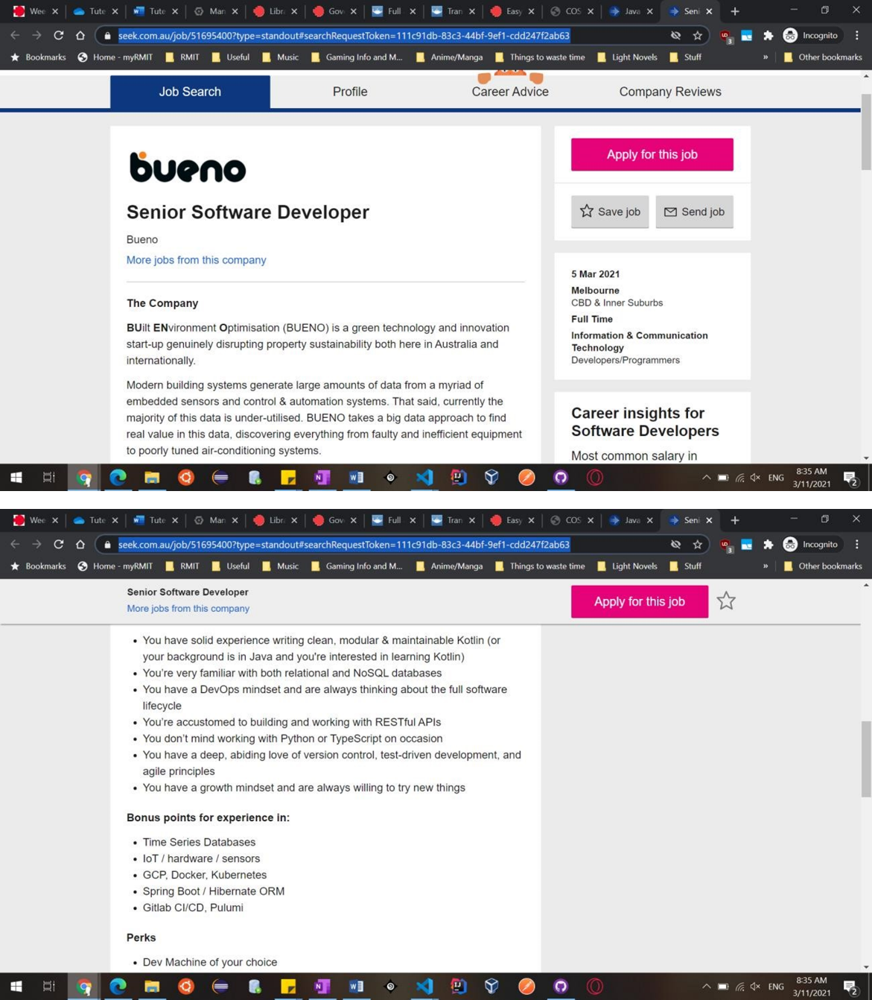 Wee
Tute
Tute
Man
Libr
Gov
Full
Tran
Easy
COS
Java
Seni
seek.com.au/job/51695400?type=standout#searchRequestToken=111c91db-83c3-44bf-9ef1-cdd247f2ab63
3
Incognito
Bookmarks
Home - myRMIT
RMIT
Useful
Music
Gaming Info and M...
Anime/Manga
Things to waste time
Light Novels
Stuff
»
Other bookmarks
Job Search
Profile
Career Advice
Company Reviews
bueno
Apply for this job
Senior Software Developer
Save job
Send job
Bueno
More jobs from this company
5 Mar 2021
Melbourne
CBD & Inner Suburbs
Full Time
Information & Communication
Technology
Developers/Programmers
The Company
BUilt ENvironment Optimisation (BUENO) is a green technology and innovation
start-up genuinely disrupting property sustainability both here in Australia and
internationally.
Modern building systems generate large amounts of data from a myriad of
embedded sensors and control & automation systems. That said, currently the
majority of this data is under-utilised. BUENO takes a big data approach to find
real value in this data, discovering everything from faulty and inefficient equipment
to poorly tuned air-conditioning systems.
Career insights for
Software Developers
Most common salary in
ENG
8:35 AM
3/11/2021
2
Wee
Tute
Tute
Man
Libr
Gov
Full
Tran
Easy
COS
Java
Seni
seek.com.au/job/51695400?type=standout#searchRequestToken=111c91db-83c3-44bf-9ef1-cdd247f2ab63
3
Incognito
Bookmarks
Home - myRMIT
RMIT
Useful
Music
Gaming Info and M...
Anime/Manga
Things to waste time
Light Novels
Stuff
»
Other bookmarks
Senior Software Developer
More jobs from this company
Apply for this job
• You have solid experience writing clean, modular & maintainable Kotlin (or
your background is in Java and you're interested in learning Kotlin)
• You're very familiar with both relational and NoSQL databases
• You have a DevOps mindset and are always thinking about the full software
lifecycle
• You're accustomed to building and working with RESTful APIs
• You don't mind working with Python or TypeScript on occasion
• You have a deep, abiding love of version control, test-driven development, and
agile principles
• You have a growth mindset and are always willing to try new things
Bonus points for experience in:
• Time Series Databases
• IoT / hardware / sensors
• GCP, Docker, Kubernetes
• Spring Boot / Hibernate ORM
• Gitlab CI/CD, Pulumi
Perks
• Dev Machine of your choice
ENG
8:35 AM
3/11/2021
2